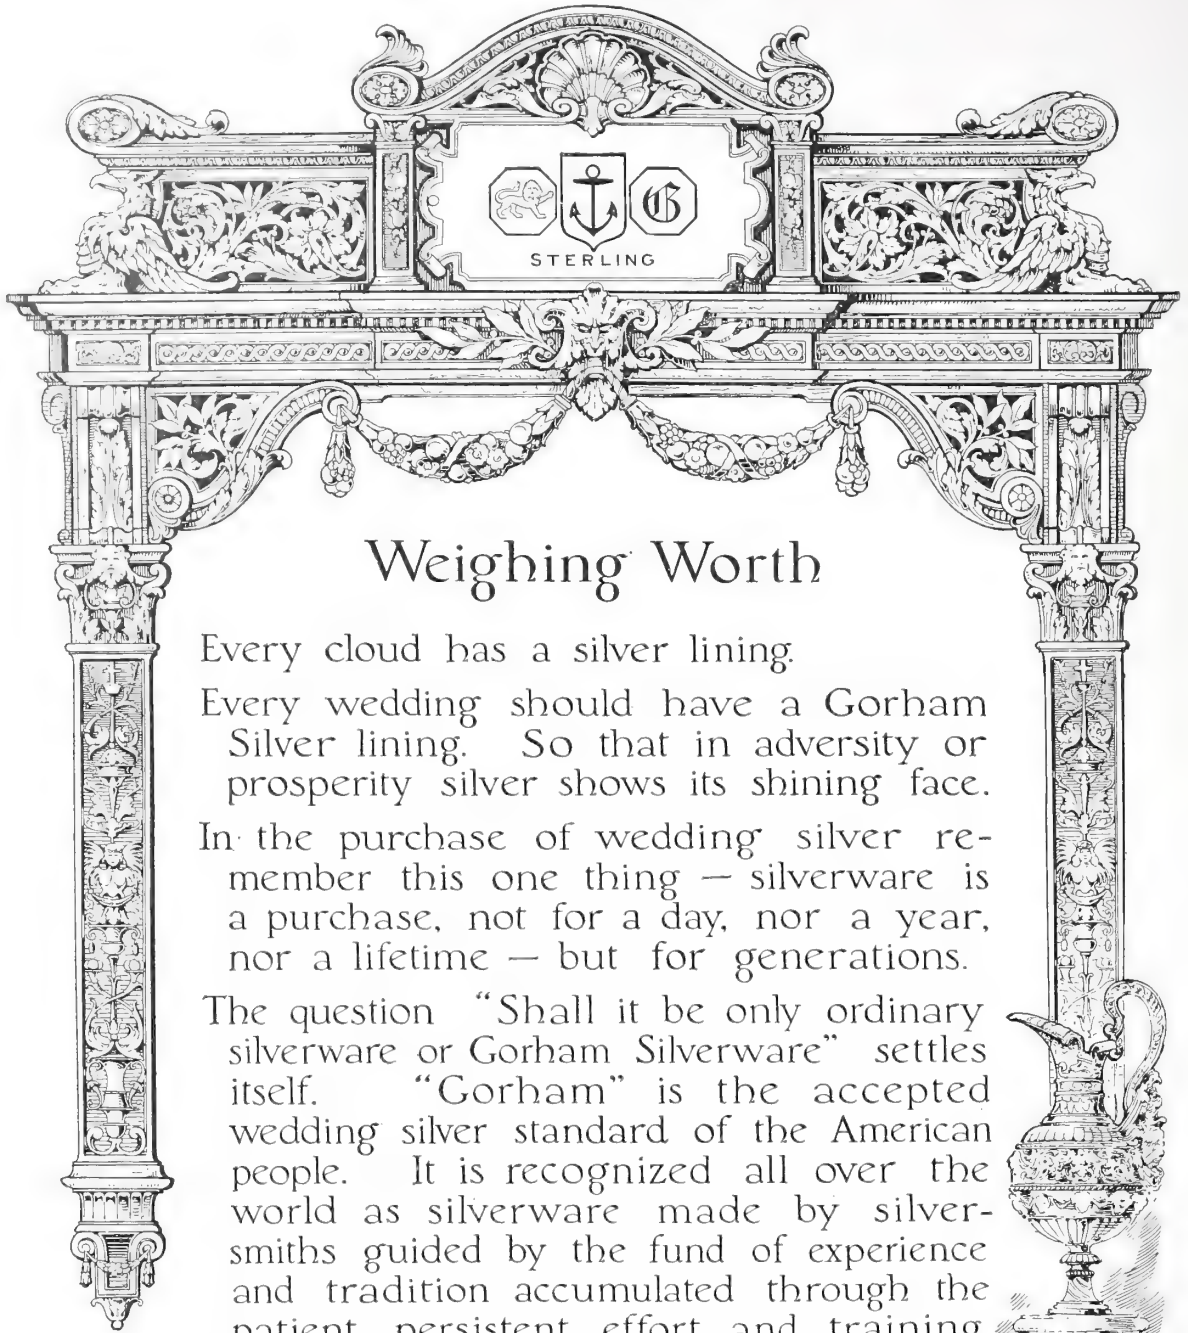 G
STERLING
Weighing Worth
Every cloud has a silver lining.
Every wedding should have a Gorham
Silver lining. So that in adversity or
prosperity silver shows its shining face.
In the purchase of wedding silver re-
member this one thing — silverware is
a purchase, not for a day, nor a year,
nor a lifetime — but for generations.
The question “Shall it be only ordinary
silverware or Gorham Silverware” settles
itself. “Gorham” is the accepted
wedding silver standard of the American
people. It is recognized all over the
world as silverware made by silver-
smiths guided by the fund of experience
and tradition accumulated through the
patient, persistent effort and training